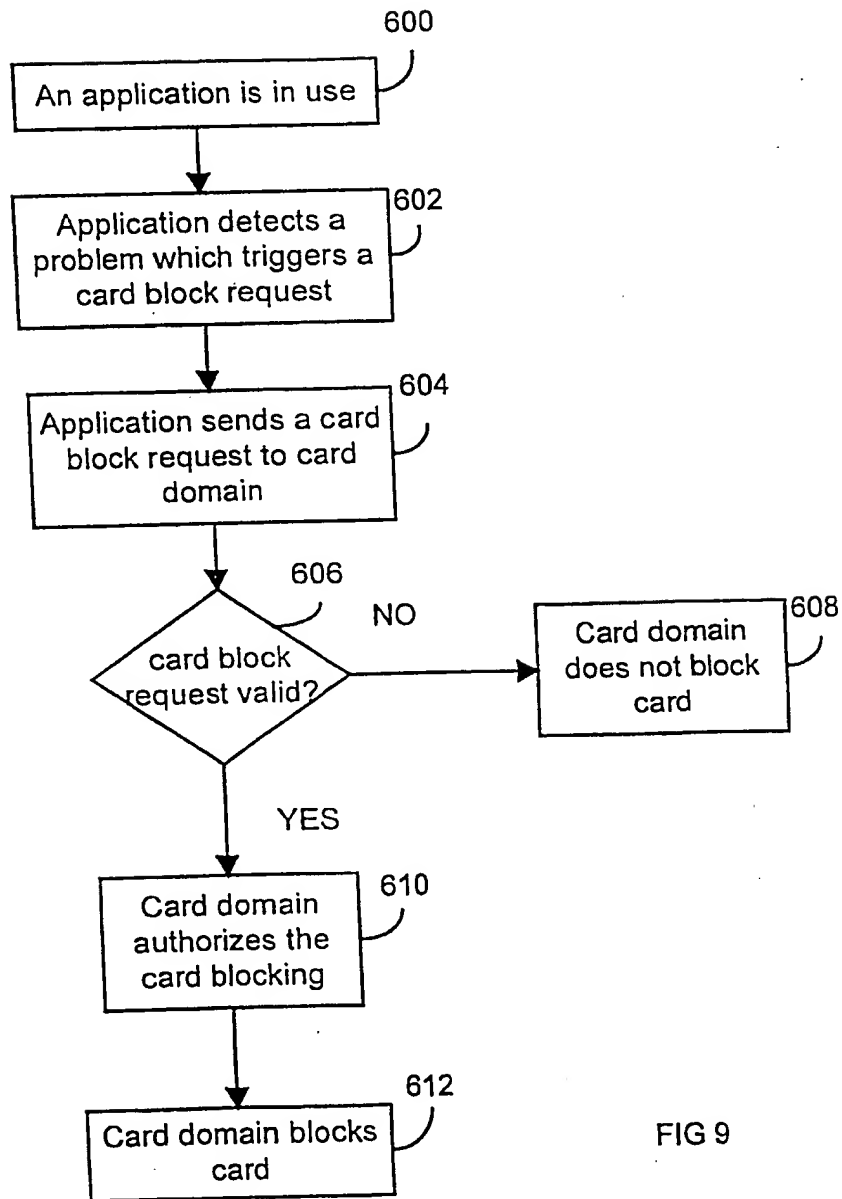 600
An application is in use
602
Application detects a
problem which triggers a
card block request
604
Application sends a card
block request to card
domain
606
card block
request valid?
NO
608
Card domain
does not block
card
YES
610
Card domain
authorizes the
card blocking
612
Card domain blocks
card
FIG 9